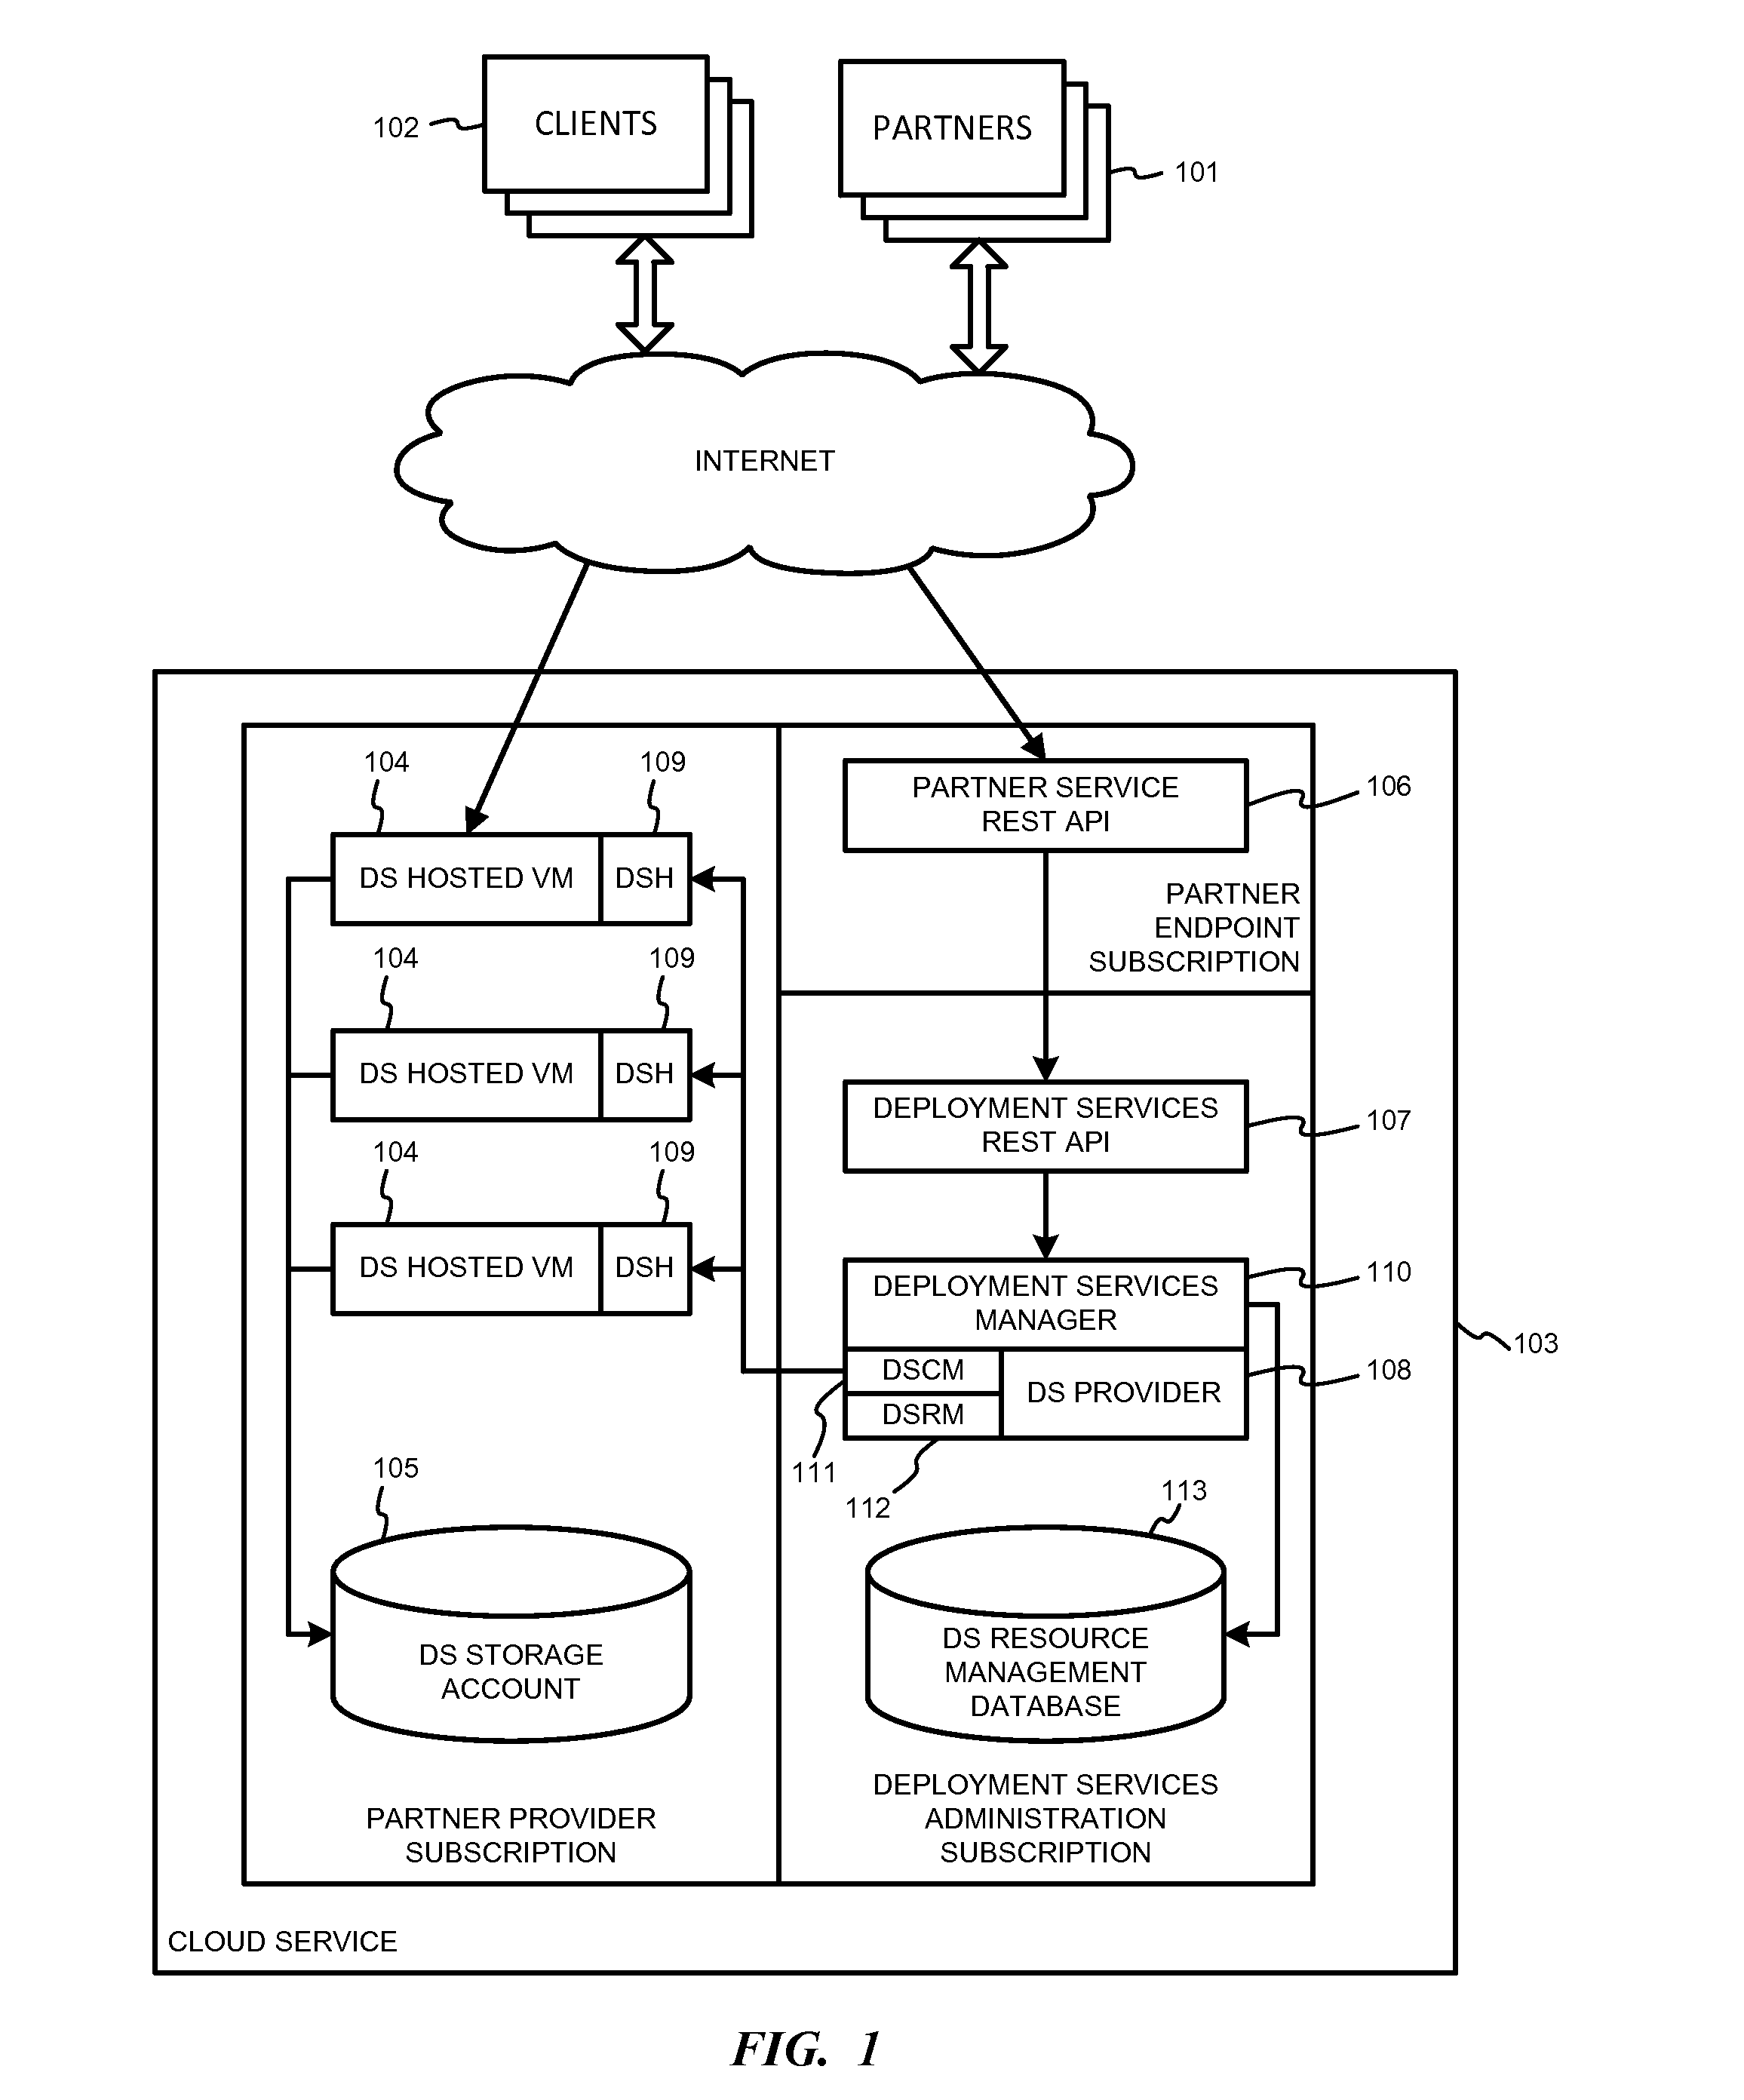 CLIENTS
102
PARTNERS
101
INTERNET
104
109
DS HOSTED VM
DSH
104
109
DS HOSTED VM
DSH
104
109
DS HOSTED VM
DSH
105
DS STORAGE
ACCOUNT
PARTNER PROVIDER
SUBSCRIPTION
PARTNER SERVICE
REST API
106
PARTNER
ENDPOINT
SUBSCRIPTION
DEPLOYMENT SERVICES
REST API
107
DEPLOYMENT SERVICES
MANAGER
110
DSCM
DSRM
DS PROVIDER
108
111
112
113
DS RESOURCE
MANAGEMENT
DATABASE
DEPLOYMENT SERVICES
ADMINISTRATION
SUBSCRIPTION
103
CLOUD SERVICE
FIG. 1